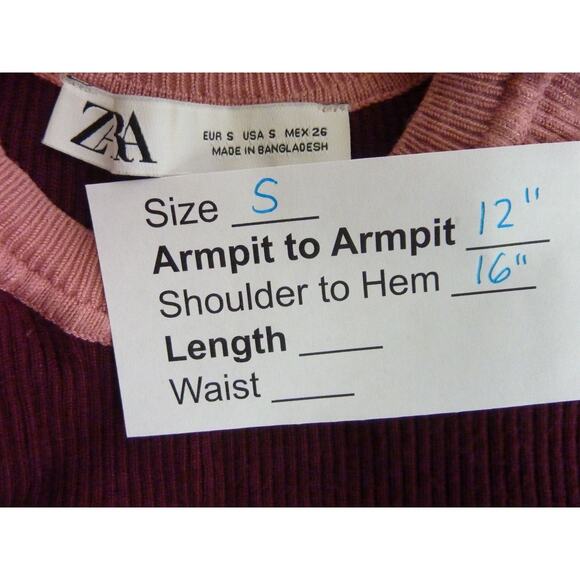 ZARA
EUR S USA S MEX 26
MADE IN BANGLADESH
Size S
Armpit to Armpit 12"
Shoulder to Hem 16"
Length
Waist